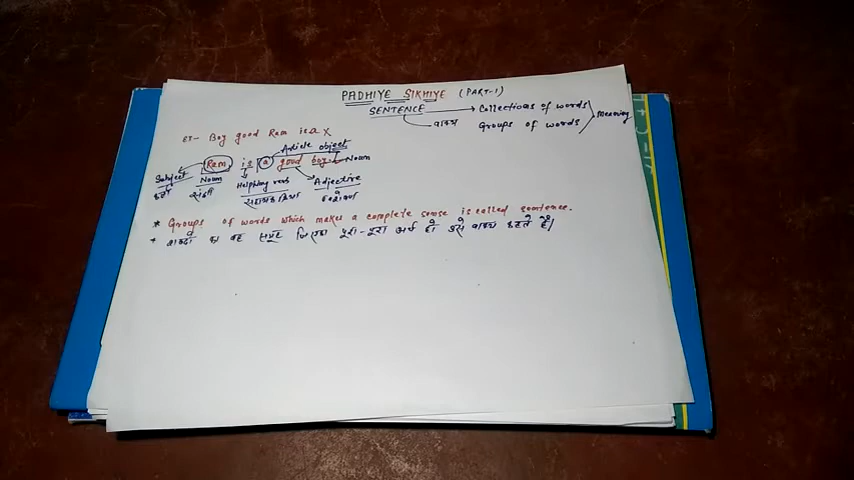 PADHIYE SIKHIYE (PART-1)
SENTENCE → Collections of words
वाक्य Groups of words Meaning
Ex- Boy good Ram is a X
Article object
Ram is a good boy Noun
Subject Noun Helphing verb Adjective
कर्ता संज्ञा सहायक क्रिया विशेषण
* Groups of words which makes a complete sense is called sentence.
* शब्दों का वह समूह जिसका पूरा-पूरा अर्थ हो उसे वाक्य कहते हैं।